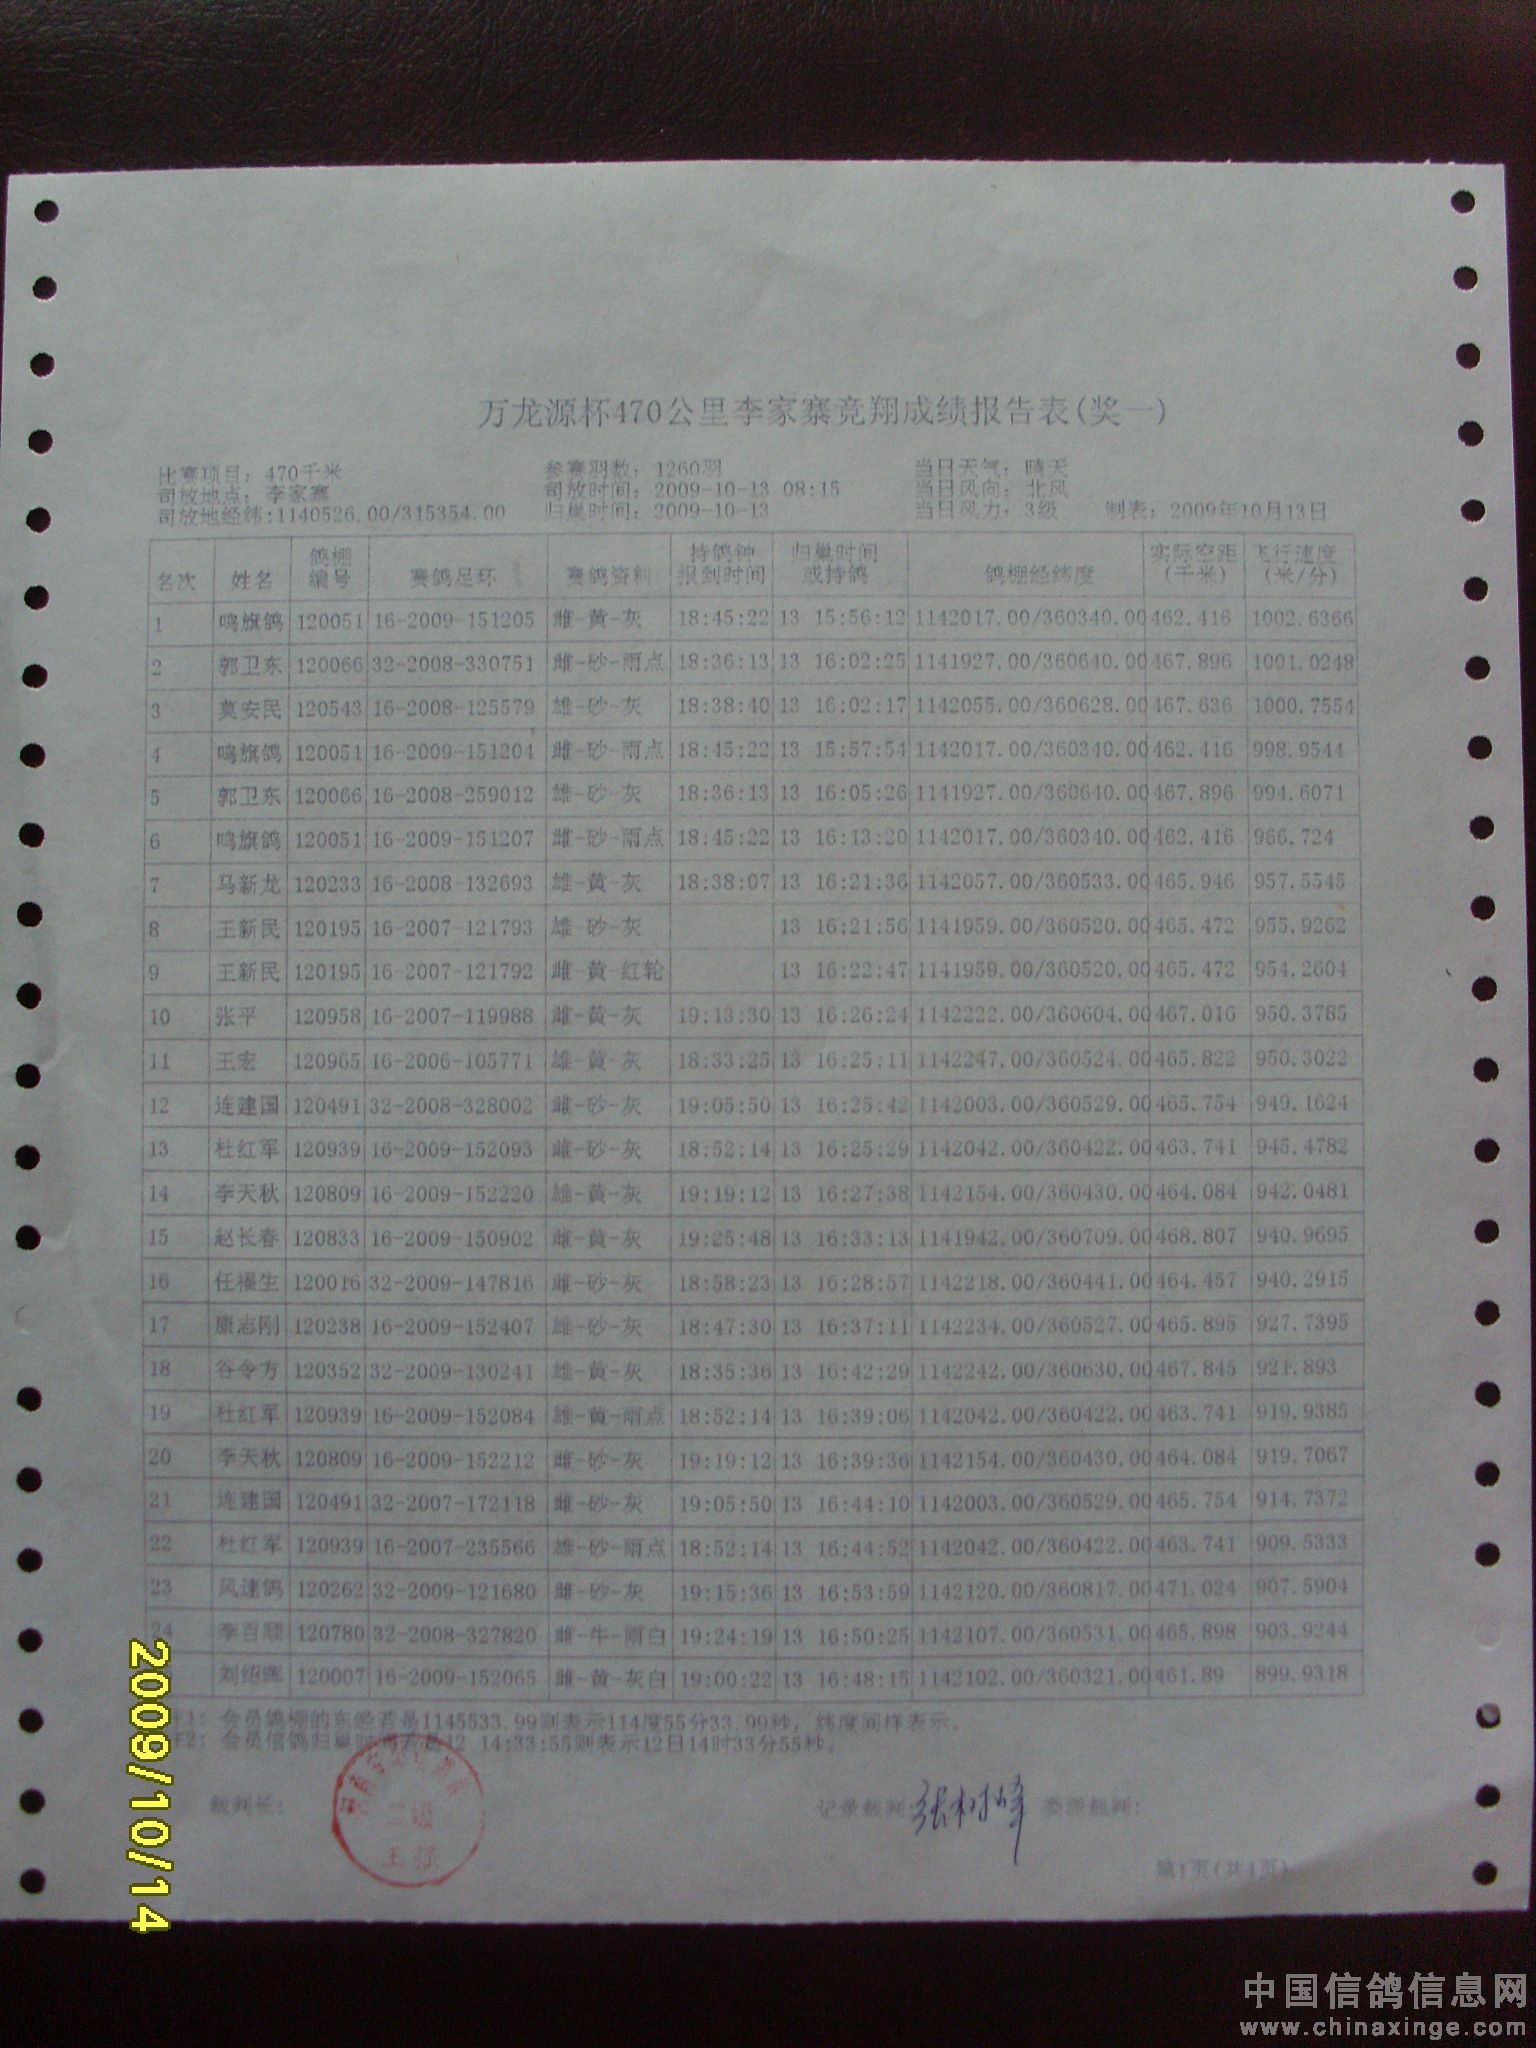 万龙源杯470公里李家寨竞翔成绩报告表(奖一)
比赛项目: 470千米 参赛羽数: 1260羽 当日天气: 晴天
司放地点: 李家寨 司放时间: 2009-10-13 08:15 当日风向: 北风
司放地经纬:1140526.00/315354.00 归巢时间: 2009-10-13 当日风力: 3级 制表: 2009年10月13日
名次 姓名 鸽棚编号 赛鸽足环 赛鸽资料 持鸽钟报到时间 归巢时间或持鸽 鸽棚经纬度 实际空距(千米) 飞行速度(米/分)
1 鸣旗鸽 120051 16-2009-151205 雌-黄-灰 18:45:22 13 15:56:12 1142017.00/360340.00 462.416 1002.6366
2 郭卫东 120066 32-2008-330751 雌-砂-雨点 18:36:13 13 16:02:25 1141927.00/360640.00 467.896 1001.0248
3 莫安民 120543 16-2008-125579 雄-砂-灰 18:38:40 13 16:02:17 1142055.00/360628.00 467.636 1000.7554
4 鸣旗鸽 120051 16-2009-151204 雌-砂-雨点 18:45:22 13 15:57:54 1142017.00/360340.00 462.416 998.9544
5 郭卫东 120066 16-2008-259012 雄-砂-灰 18:36:13 13 16:05:26 1141927.00/360640.00 467.896 994.6071
6 鸣旗鸽 120051 16-2009-151207 雌-砂-雨点 18:45:22 13 16:13:20 1142017.00/360340.00 462.416 966.724
7 马新龙 120233 16-2008-132693 雄-黄-灰 18:38:07 13 16:21:36 1142057.00/360533.00 465.946 957.5545
8 王新民 120195 16-2007-121793 雄-砂-灰 13 16:21:56 1141959.00/360520.00 465.472 955.9262
9 王新民 120195 16-2007-121792 雌-黄-红轮 13 16:22:47 1141959.00/360520.00 465.472 954.2604
10 张平 120958 16-2007-119988 雌-黄-灰 19:13:30 13 16:26:24 1142222.00/360604.00 467.016 950.3785
11 王宏 120965 16-2006-105771 雄-黄-灰 18:33:25 13 16:25:11 1142247.00/360524.00 465.822 950.3022
12 连建国 120491 32-2008-328002 雌-砂-灰 19:05:50 13 16:25:42 1142003.00/360529.00 465.754 949.1624
13 杜红军 120939 16-2009-152093 雌-砂-灰 18:52:14 13 16:25:29 1142042.00/360422.00 463.741 945.4782
14 李天秋 120809 16-2009-152220 雄-黄-灰 19:19:12 13 16:27:38 1142154.00/360430.00 464.084 942.0481
15 赵长春 120833 16-2009-150902 雌-黄-灰 19:25:48 13 16:33:13 1141942.00/360709.00 468.807 940.9695
16 任福生 120016 32-2009-147816 雌-砂-灰 18:58:23 13 16:28:57 1142218.00/360441.00 464.457 940.2915
17 康志刚 120238 16-2009-152407 雄-砂-灰 18:47:30 13 16:37:11 1142234.00/360527.00 465.895 927.7395
18 谷令方 120352 32-2009-130241 雄-黄-灰 18:35:36 13 16:42:29 1142242.00/360630.00 467.845 921.893
19 杜红军 120939 16-2009-152084 雄-黄-雨点 18:52:14 13 16:39:06 1142042.00/360422.00 463.741 919.9385
20 李天秋 120809 16-2009-152212 雌-砂-灰 19:19:12 13 16:39:36 1142154.00/360430.00 464.084 919.7067
21 连建国 120491 32-2007-172118 雌-砂-灰 19:05:50 13 16:44:10 1142003.00/360529.00 465.754 914.7372
22 杜红军 120939 16-2007-235566 雄-砂-雨点 18:52:14 13 16:44:52 1142042.00/360422.00 463.741 909.5333
23 风速鸽 120262 32-2009-121680 雌-砂-灰 19:15:36 13 16:53:59 1142120.00/360817.00 471.024 907.5904
24 李百顺 120780 32-2008-327820 雌-牛-雨白 19:24:19 13 16:50:25 1142107.00/360531.00 465.898 903.9244
刘绍晖 120007 16-2009-152065 雌-黄-灰白 19:00:22 13 16:48:15 1142102.00/360321.00 461.89 899.9318
注1: 会员鸽棚的东经若是1145533.99则表示114度55分33.99秒, 纬度同样表示。
注2: 会员信鸽归巢时间若是12 14:33:55则表示12日14时33分55秒。
裁判长: 记录裁判: 张树峰 裁判:
二级
王
第1页(共4页)
2009/10/14
中国信鸽信息网
www.chinaxinge.com